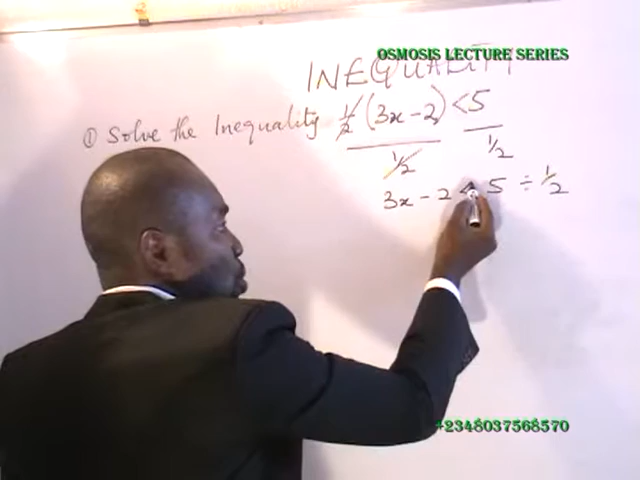 OSMOSIS LECTURE SERIES
INEQUALITY
① Solve the Inequality 1/2 (3x - 2) < 5
1/2 1/2
3x - 2 < 5 ÷ 1/2
+2348037568570